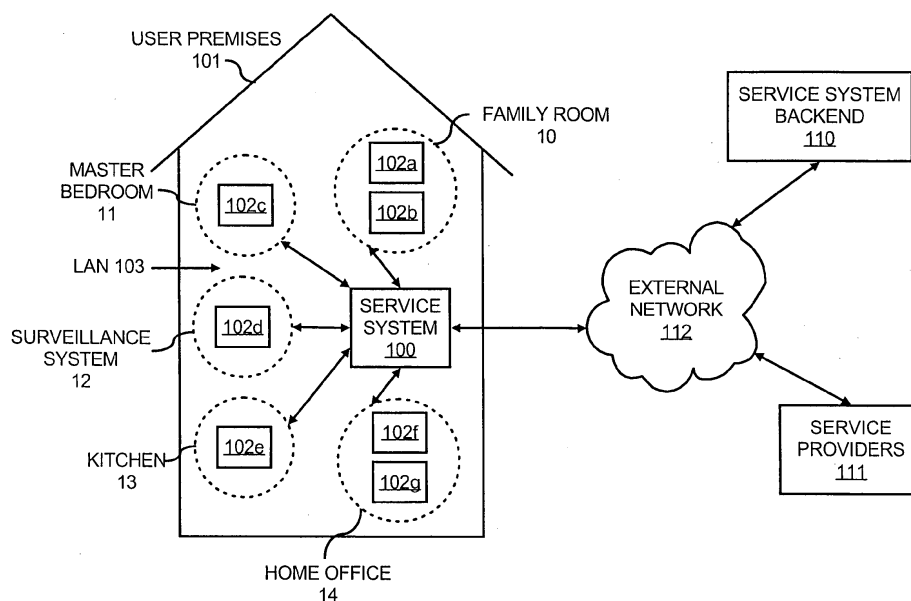 USER PREMISES
101
FAMILY ROOM
10
SERVICE SYSTEM
BACKEND
110
MASTER
BEDROOM
11
102a
102b
102c
LAN 103
SERVICE
SYSTEM
100
EXTERNAL
NETWORK
112
102d
SURVEILLANCE
SYSTEM
12
102e
KITCHEN
13
102f
102g
SERVICE
PROVIDERS
111
HOME OFFICE
14